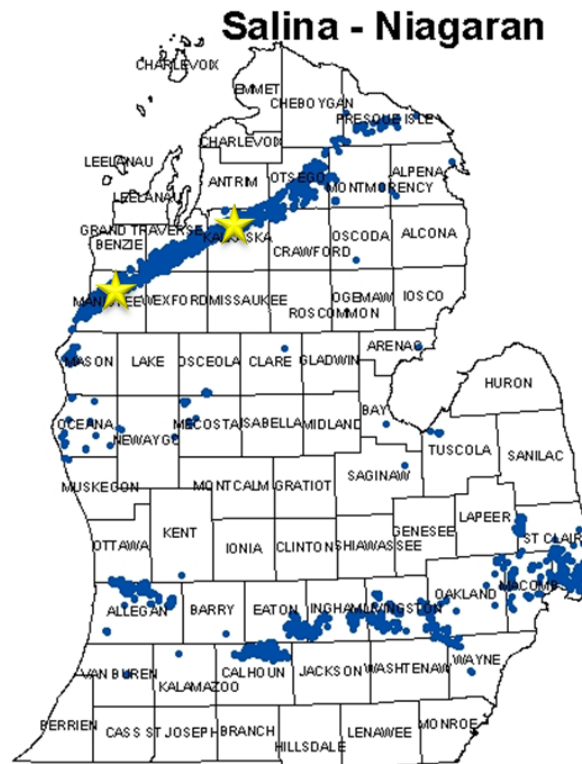 Salina - Niagaran
CHARLEVOIX
EMMET
CHEBOYGAN
PRESQUE ISLE
CHARLEVOIX
LEELANAU
ANTRIM
OTSEGO
MONTMORENCY
ALPENA
LEELANAU
GRAND TRAVERSE
BENZIE
KALKASKA
CRAWFORD
OSCODA
ALCONA
MANISTEE
WEXFORD
MISSAUKEE
ROSCOMMON
OGEMAW
IOSCO
MASON
LAKE
OSCEOLA
CLARE
GLADWIN
ARENAC
HURON
OCEANA
NEWAYGO
MECOSTA
ISABELLA
MIDLAND
BAY
TUSCOLA
SANILAC
MUSKEGON
MONTCALM
GRATIOT
SAGINAW
LAPEER
ST CLAIR
OTTAWA
KENT
IONIA
CLINTON
SHIAWASSEE
GENESEE
OAKLAND
MACOMB
ALLEGAN
BARRY
EATON
INGHAM
LIVINGSTON
VAN BUREN
KALAMAZOO
CALHOUN
JACKSON
WASHTENAW
WAYNE
BERRIEN
CASS
ST JOSEPH
BRANCH
HILLSDALE
LENAWEE
MONROE